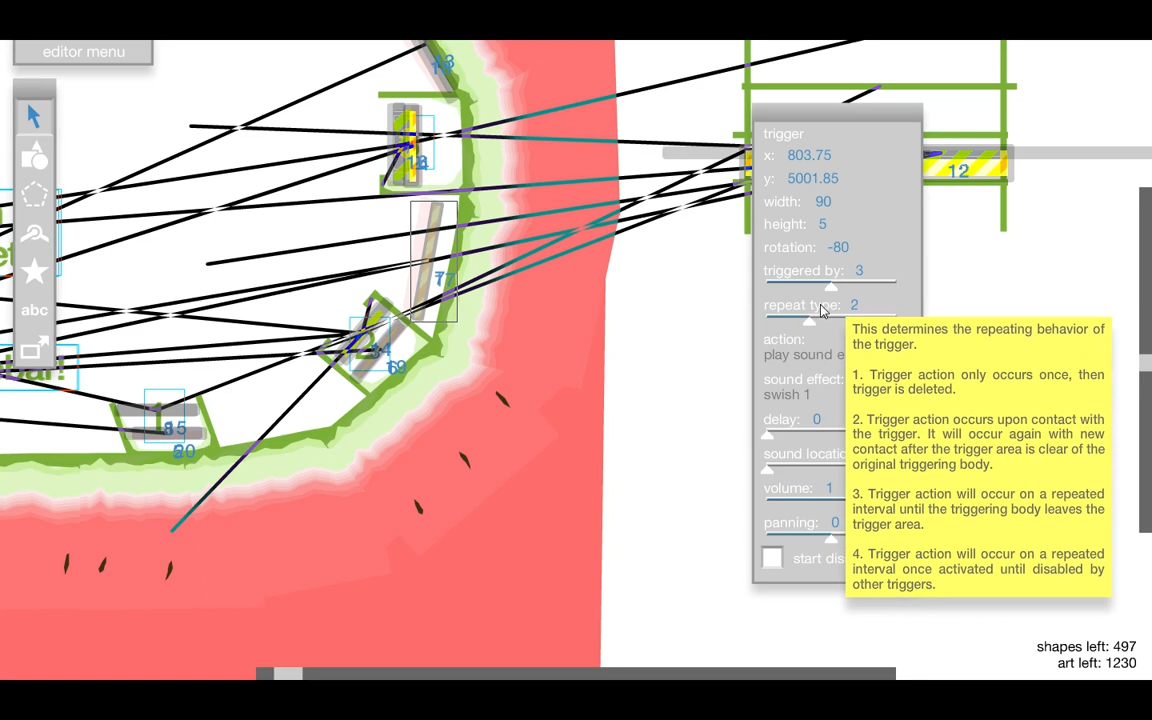 editor menu
abc
12
trigger
x: 803.75
y: 5001.85
width: 90
height: 5
rotation: -80
triggered by: 3
repeat type: 2
action:
play sound e
sound effect:
swish 1
delay: 0
sound locatio
volume: 1
panning: 0
start dis
This determines the repeating behavior of
the trigger.
1. Trigger action only occurs once, then
trigger is deleted.
2. Trigger action occurs upon contact with
the trigger. It will occur again with new
contact after the trigger area is clear of the
original triggering body.
3. Trigger action will occur on a repeated
interval until the triggering body leaves the
trigger area.
4. Trigger action will occur on a repeated
interval once activated until disabled by
other triggers.
shapes left: 497
art left: 1230